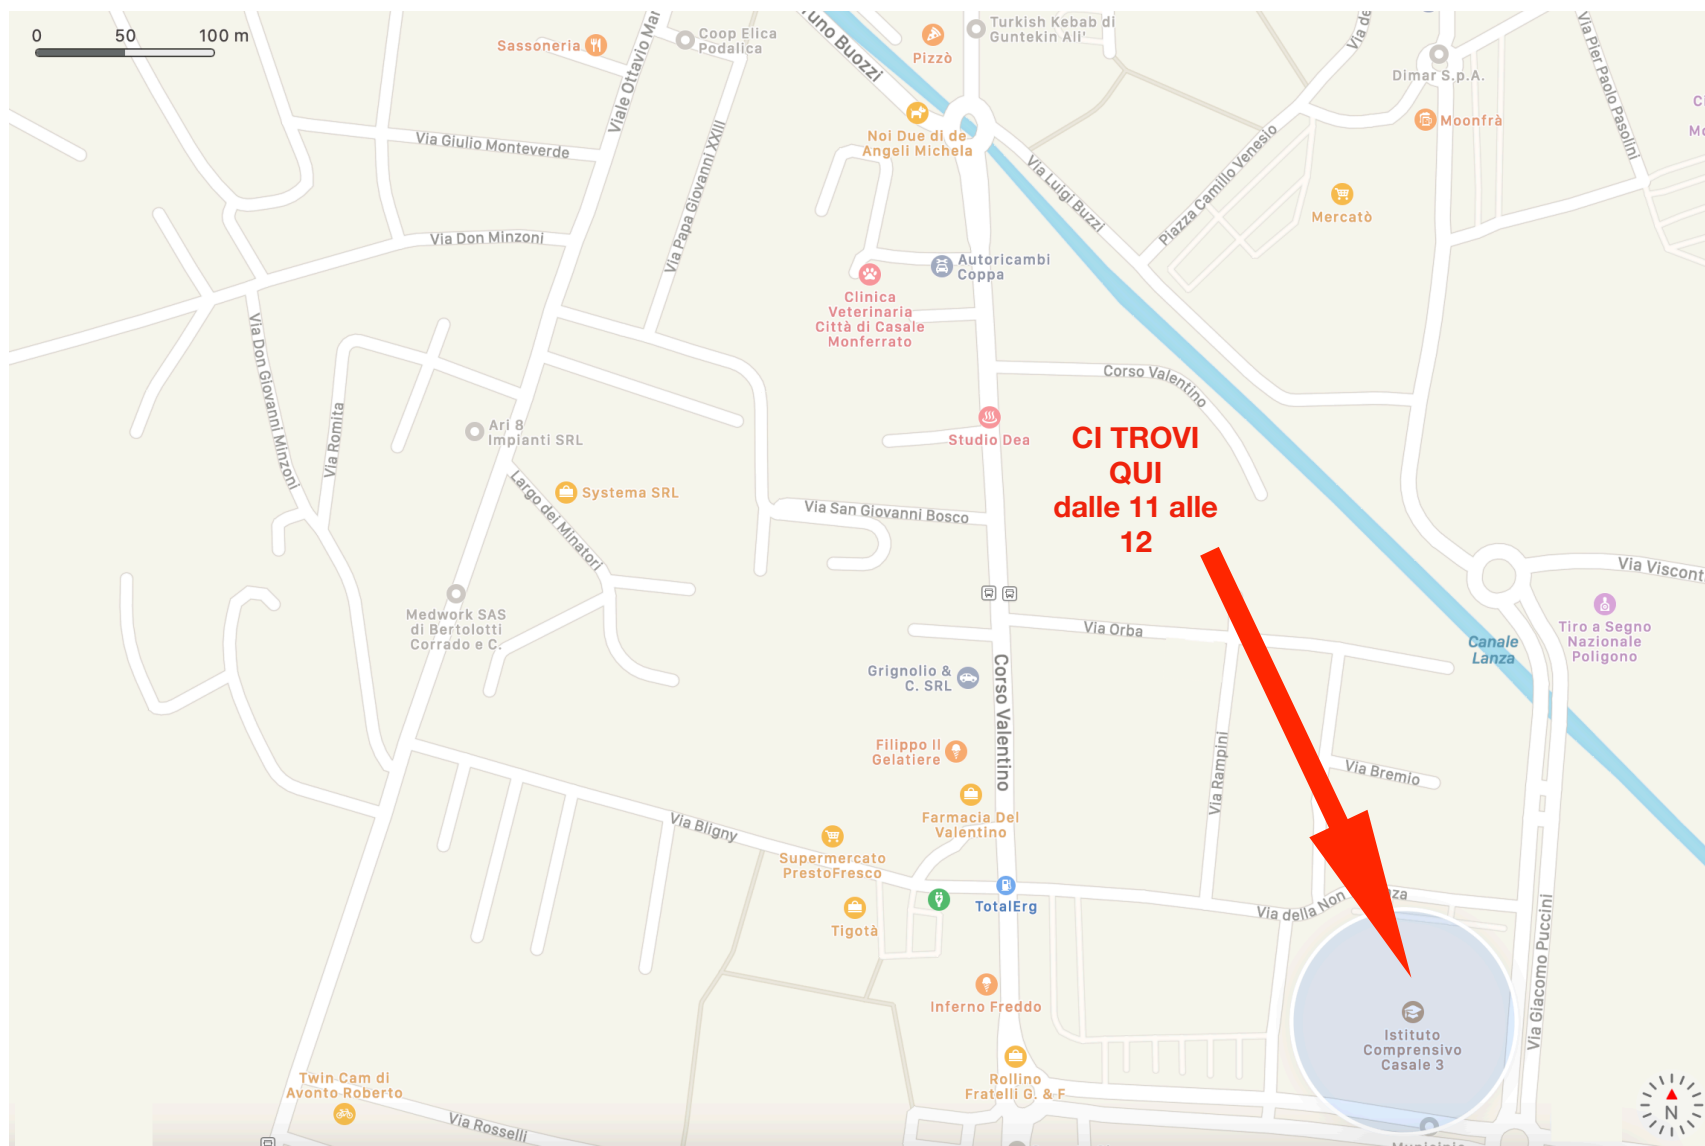 0 50 100 m
Sassoneria
Coop Elica
Podalica
Turkish Kebab di
Guntekin Ali'
Pizzò
Dimar S.p.A.
Moonfrà
Viale Ottavio Mar
uno Buozzi
Via de
Via Pier Paolo Pasolini
Noi Due di de
Angeli Michela
Via Giulio Monteverde
Via Papa Giovanni XXIII
Via Luigi Buzzi
Piazza Camillo Venesio
Mercatò
Via Don Minzoni
Autoricambi
Coppa
Clinica
Veterinaria
Città di Casale
Monferrato
Via Don Giovanni Minzoni
Via Romita
Corso Valentino
Ari 8
Impianti SRL
Studio Dea
CI TROVI
QUI
dalle 11 alle
12
Largo dei Minatori
Systema SRL
Via San Giovanni Bosco
Via Visconti
Medwork SAS
di Bertolotti
Corrado e C.
Tiro a Segno
Nazionale
Poligono
Via Orba
Canale
Lanza
Grignolio &
C. SRL
Corso Valentino
Filippo Il
Gelatiere
Via Rampini
Via Bremio
Farmacia Del
Valentino
Via Bligny
Supermercato
PrestoFresco
TotalErg
Via della Non
nza
Tigotà
Via Giacomo Puccini
Inferno Freddo
Istituto
Comprensivo
Casale 3
Rollino
Fratelli G. & F
Twin Cam di
Avonto Roberto
Via Rosselli
N